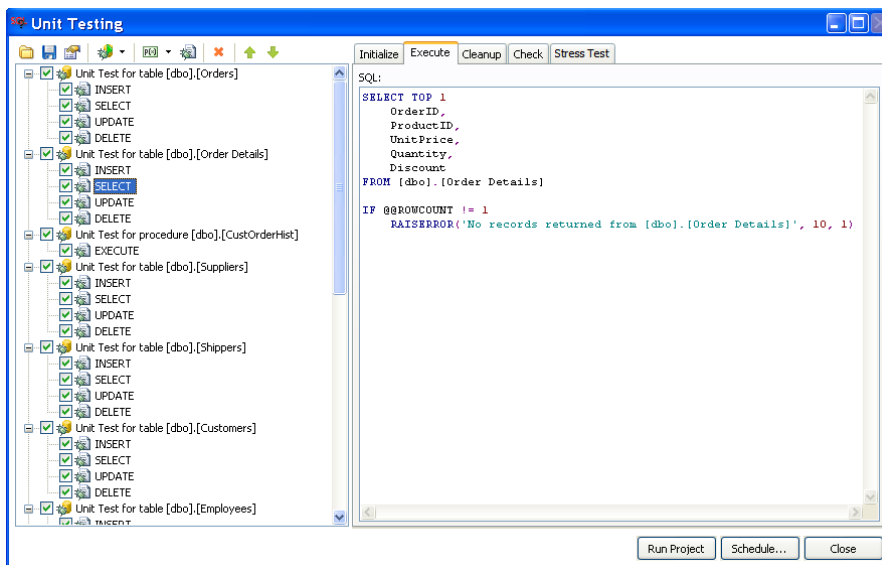 Unit Testing
Initialize Execute Cleanup Check Stress Test
Unit Test for table [dbo].[Orders]
INSERT
SELECT
UPDATE
DELETE
Unit Test for table [dbo].[Order Details]
INSERT
SELECT
UPDATE
DELETE
Unit Test for procedure [dbo].[CustOrderHist]
EXECUTE
Unit Test for table [dbo].[Suppliers]
INSERT
SELECT
UPDATE
DELETE
Unit Test for table [dbo].[Shippers]
INSERT
SELECT
UPDATE
DELETE
Unit Test for table [dbo].[Customers]
INSERT
SELECT
UPDATE
DELETE
Unit Test for table [dbo].[Employees]
INSERT
SQL:
SELECT TOP 1
OrderID,
ProductID,
UnitPrice,
Quantity,
Discount
FROM [dbo].[Order Details]
IF @@ROWCOUNT != 1
RAISERROR('No records returned from [dbo].[Order Details]', 10, 1)
Run Project Schedule... Close